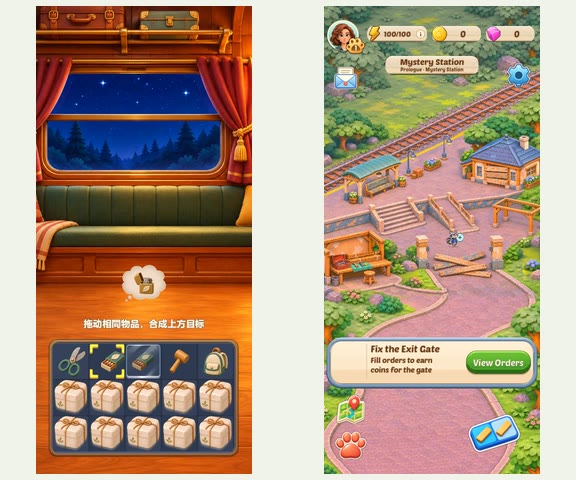 拖动相同物品，合成上方目标
100/100
0
0
Mystery Station
Prologue · Mystery Station
Fix the Exit Gate
Fill orders to earn
coins for the gate
View Orders